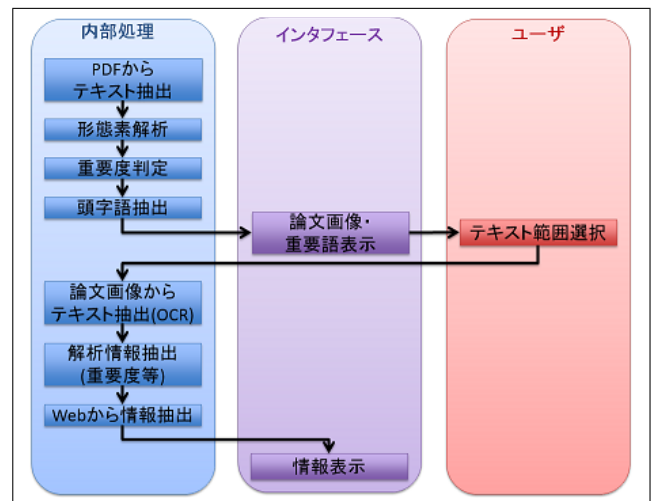 内部処理
インタフェース
ユーザ
PDFから
テキスト抽出
形態素解析
重要度判定
頭字語抽出
論文画像・
重要語表示
テキスト範囲選択
論文画像から
テキスト抽出(OCR)
解析情報抽出
(重要度等)
Webから情報抽出
情報表示